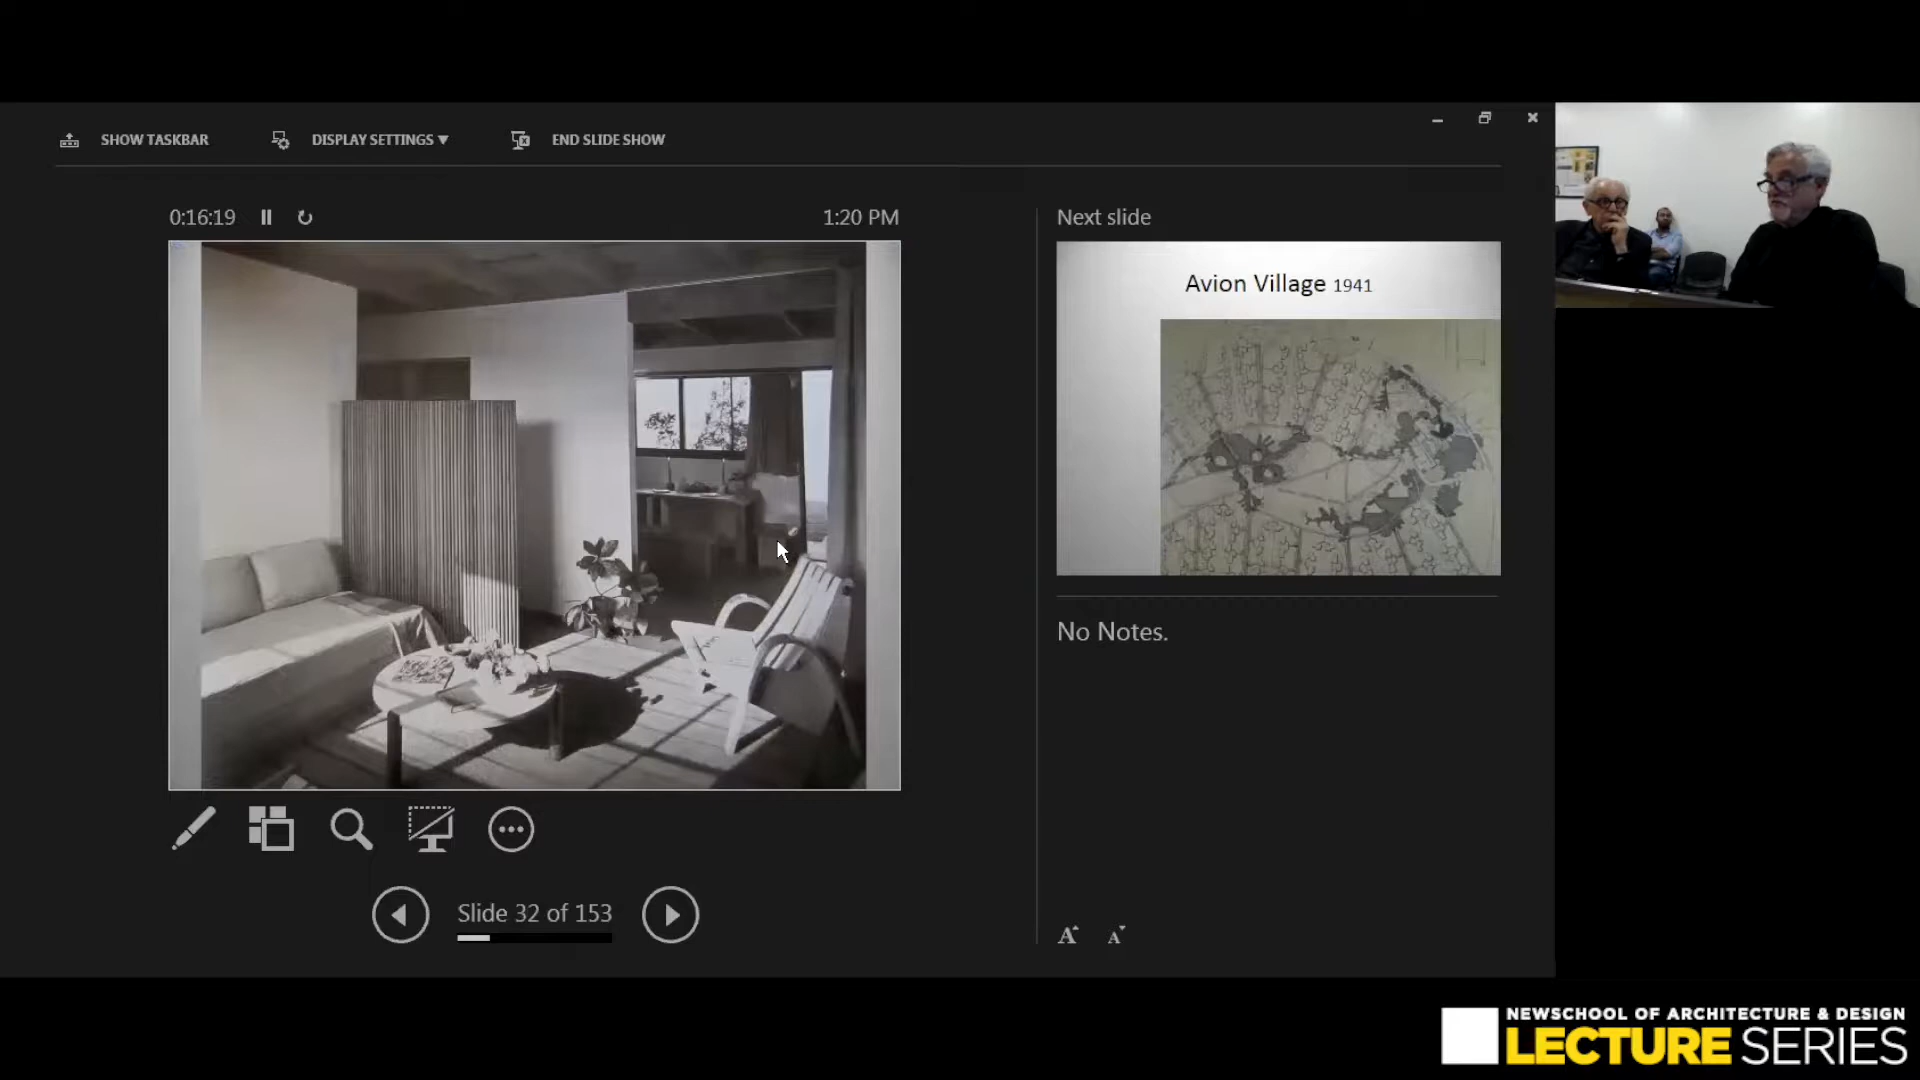 SHOW TASKBAR
DISPLAY SETTINGS ▼
END SLIDE SHOW
0:16:19
1:20 PM
Next slide
Avion Village 1941
No Notes.
Slide 32 of 153
A
A
NEWSCHOOL OF ARCHITECTURE & DESIGN
LECTURE SERIES